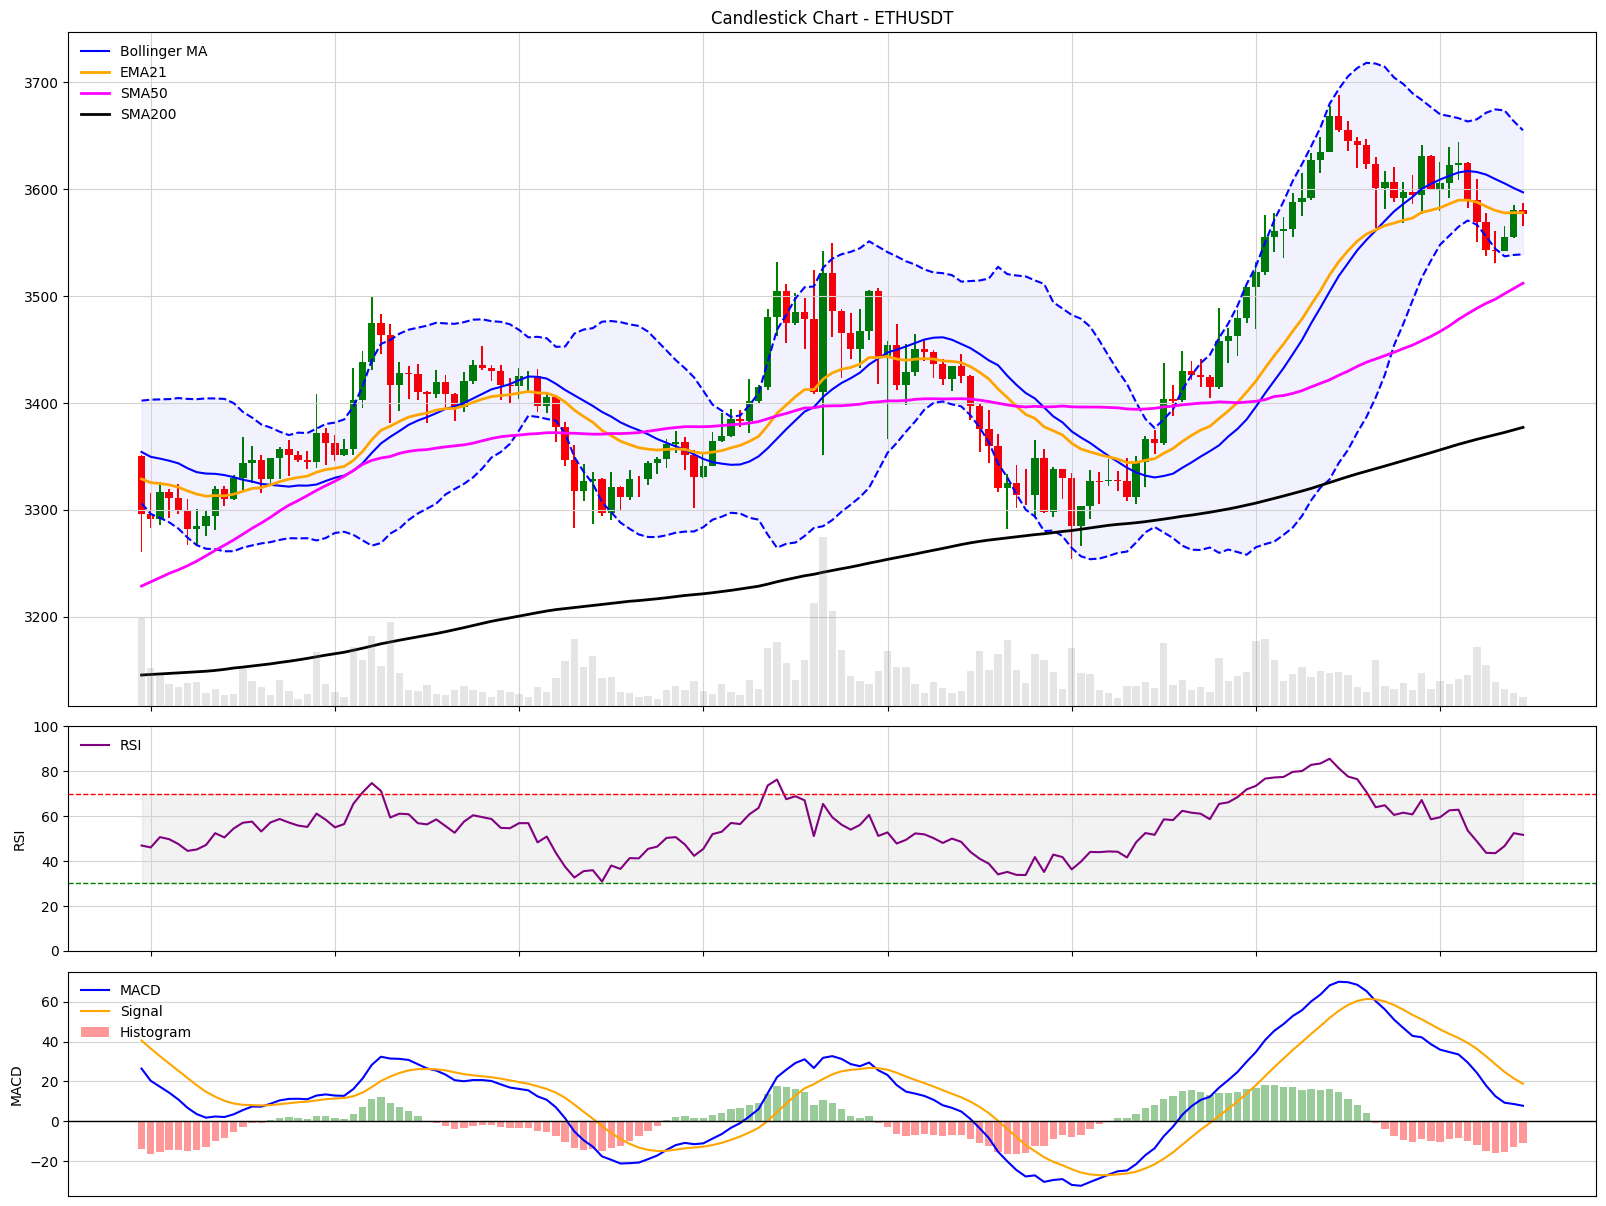 Candlestick Chart - ETHUSDT
Bollinger MA
EMA21
SMA50
SMA200
3700
3600
3500
3400
3300
3200
RSI
100
80
60
40
20
0
RSI
MACD
Signal
Histogram
60
40
20
0
−20
MACD